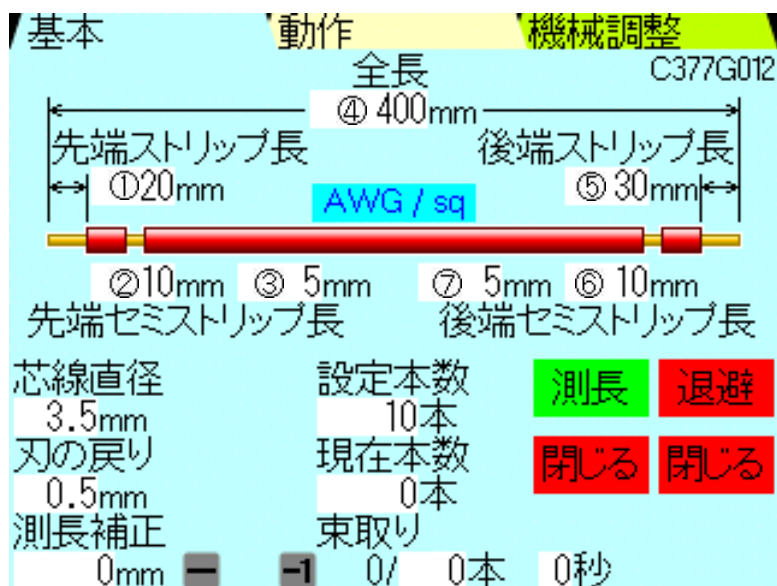 基本 動作 機械調整
全長 C377G012
④ 400mm
先端ストリップ長 後端ストリップ長
①20mm ⑤ 30mm
AWG / sq
②10mm ③ 5mm ⑦ 5mm ⑥ 10mm
先端セミストリップ長 後端セミストリップ長
芯線直径 設定本数 測長 退避
3.5mm 10本
刃の戻り 現在本数 閉じる 閉じる
0.5mm 0本
測長補正 束取り
0mm ー -1 0/ 0本 0秒